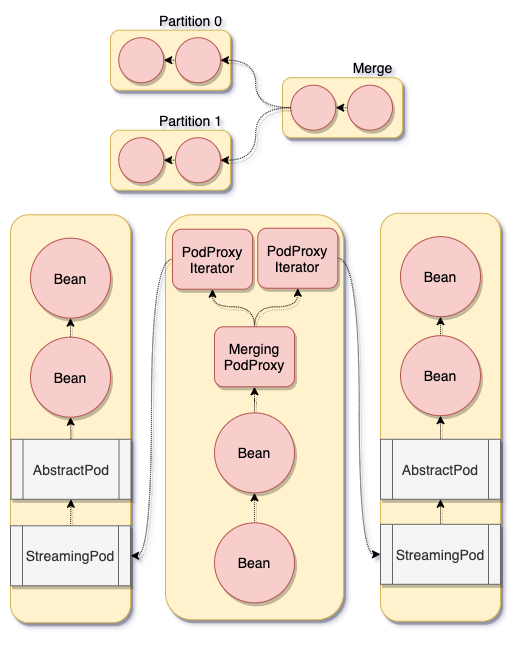 Partition 0
Merge
Partition 1
PodProxy
Iterator
PodProxy
Iterator
Bean
Bean
Merging
PodProxy
Bean
Bean
Bean
AbstractPod
AbstractPod
StreamingPod
StreamingPod
Bean
Bean